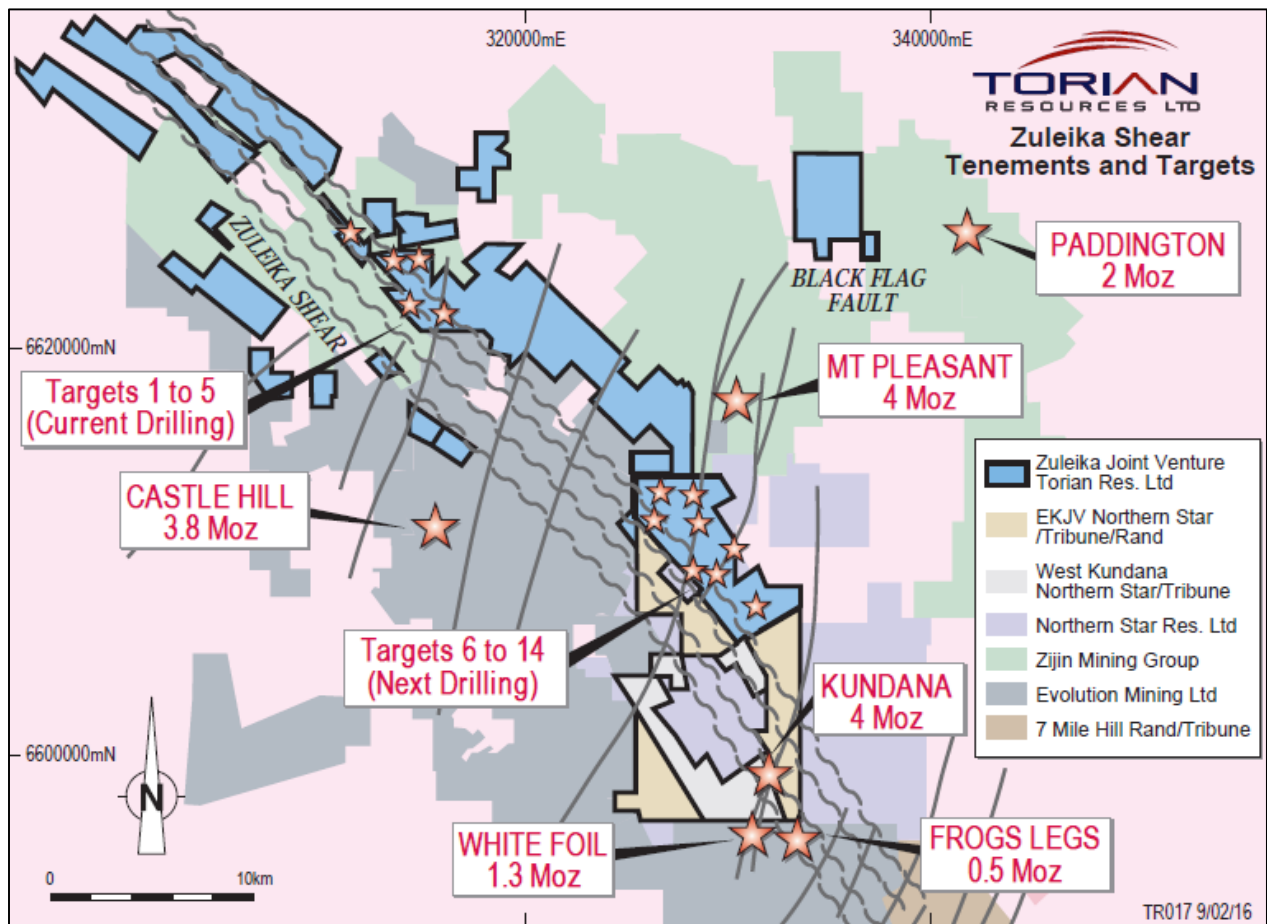 320000mE
340000mE
TORIAN
RESOURCES LTD
Zuleika Shear
Tenements and Targets
PADDINGTON
2 Moz
ZULEIKA SHEAR
BLACK FLAG
FAULT
6620000mN
MT PLEASANT
4 Moz
Targets 1 to 5
(Current Drilling)
CASTLE HILL
3.8 Moz
Zuleika Joint Venture
Torian Res. Ltd
EKJV Northern Star
/Tribune/Rand
West Kundana
Northern Star/Tribune
Northern Star Res. Ltd
Zijin Mining Group
Evolution Mining Ltd
7 Mile Hill Rand/Tribune
Targets 6 to 14
(Next Drilling)
KUNDANA
4 Moz
6600000mN
N
WHITE FOIL
1.3 Moz
FROGS LEGS
0.5 Moz
0 10km
TR017 9/02/16